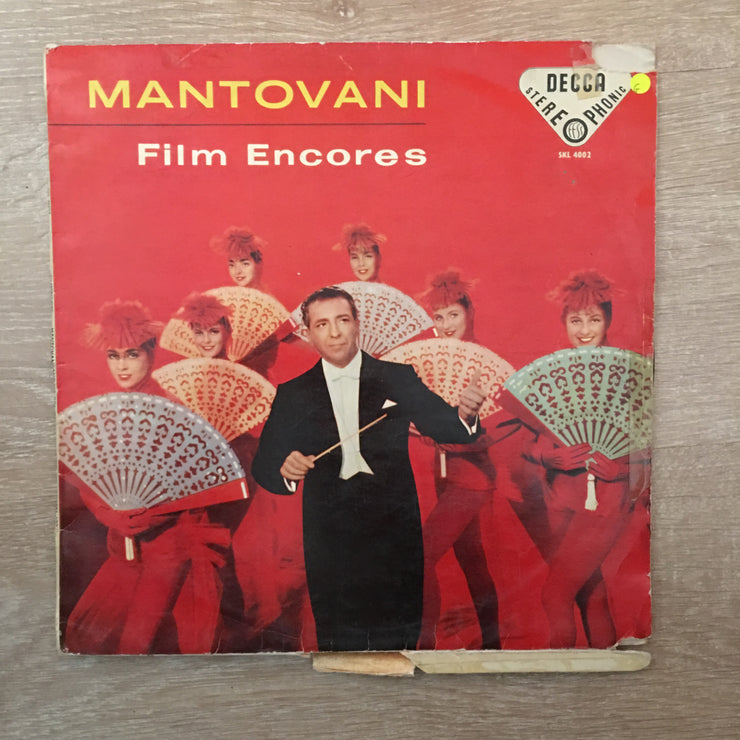 MANTOVANI
Film Encores
DECCA
STEREOPHONIC
SKL 4002